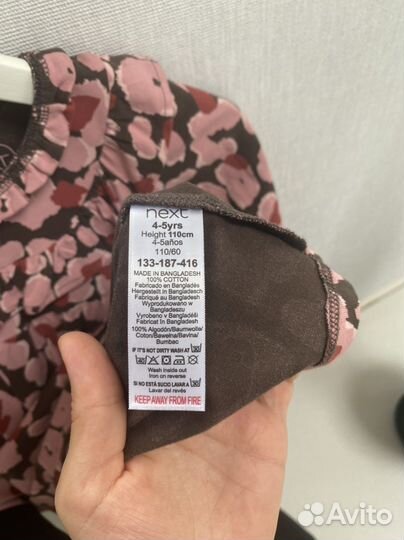 next
4-5yrs
Height 110cm
4-5años
110/60
133-187-416
MADE IN BANGLADESH
100% COTTON
Fabricado en Bangladés
Hergestellt in Bangladesch
Fabriqué au Bangladesh
Wyprodukowano w
Bangladeszu
Vyrobeno v Bangladéši
Fabricat în Bangladesh
100% Algodón/Baumwolle/
Coton/Bawełna/Bavlna/
Bumbac
IF IT'S NOT DIRTY WASH AT 30
Wash inside out
Iron on reverse
SI NO ESTÁ SUCIO LAVAR A 30
Lavar del revés
KEEP AWAY FROM FIRE
Avito